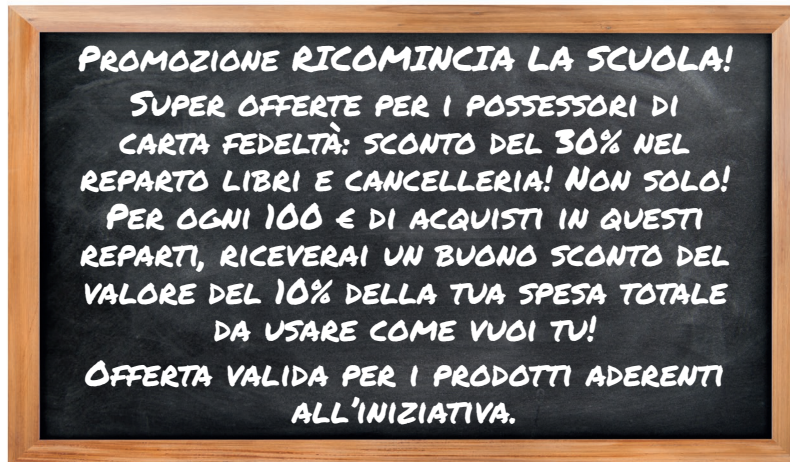 Promozione RICOMINCIA LA SCUOLA!
Super offerte per i possessori di
carta fedeltà: sconto del 30% nel
reparto libri e cancelleria! Non solo!
Per ogni 100 € di acquisti in questi
reparti, riceverai un buono sconto del
valore del 10% della tua spesa totale
da usare come vuoi tu!
Offerta valida per i prodotti aderenti
all'iniziativa.